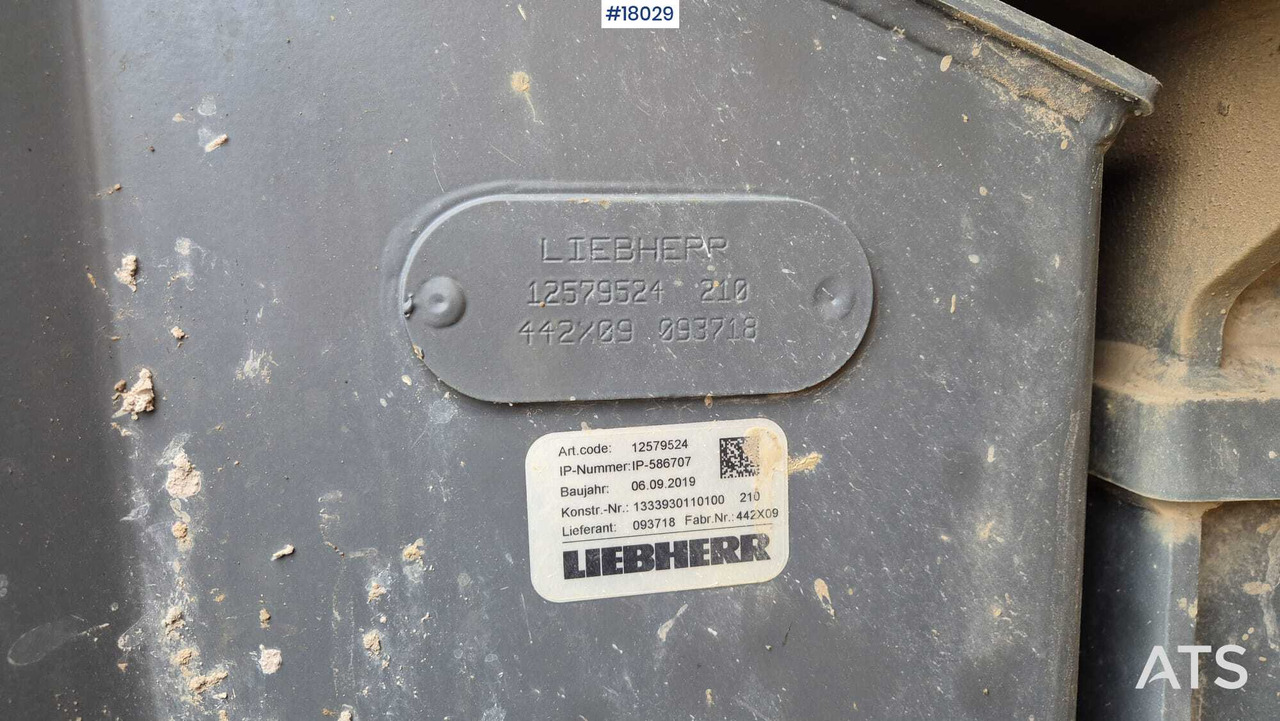 #18029
LIEBHERR
12579524 210
442X09 093718
Art.code: 12579524
IP-Nummer: IP-586707
Baujahr: 06.09.2019
Konstr.-Nr.: 1333930110100 210
Lieferant: 093718 Fabr.Nr.: 442X09
LIEBHERR
ATS